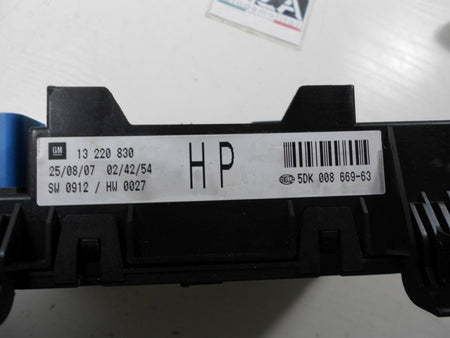 GM 13 220 830
25/08/07 02/42/54
SW 0912 / HW 0027
HP
HELLA 5DK 008 669-63